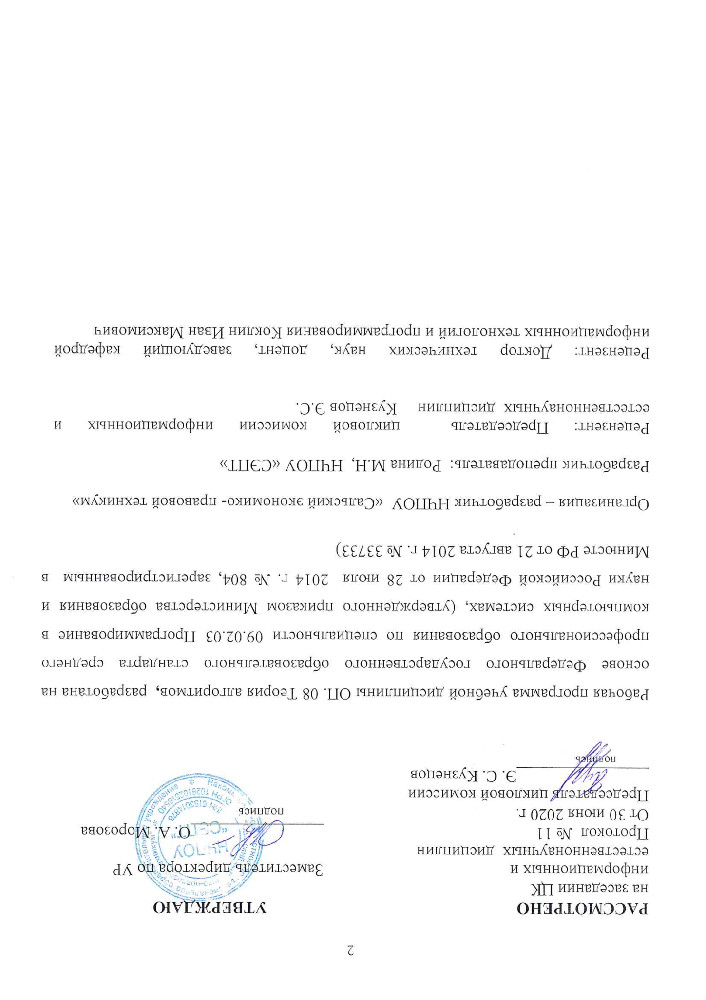 2
РАССМОТРЕНО
на заседании ЦК
информационных и
естественнонаучных дисциплин
Протокол № 11
От 30 июня 2020 г.
Председатель цикловой комиссии
Э. С. Кузнецов
подпись
УТВЕРЖДАЮ
Заместитель директора по УР
О. А. Морозова
подпись
НЧПОУ
Рабочая программа учебной дисциплины ОП. 08 Теория алгоритмов, разработана на
основе Федерального государственного образовательного стандарта среднего
профессионального образования по специальности 09.02.03 Программирование в
компьютерных системах, (утвержденного приказом Министерства образования и
науки Российской Федерации от 28 июля 2014 г. № 804, зарегистрированным в
Минюсте РФ от 21 августа 2014 г. № 33733)
Организация – разработчик НЧПОУ «Сальский экономико- правовой техникум»
Разработчик преподаватель: Родина М.Н, НЧПОУ «СЭПТ»
Рецензент: Председатель цикловой комиссии информационных и
естественнонаучных дисциплин Кузнецов Э.С.
Рецензент: Доктор технических наук, доцент, заведующий кафедрой
информационных технологий и программирования Коклин Иван Максимович